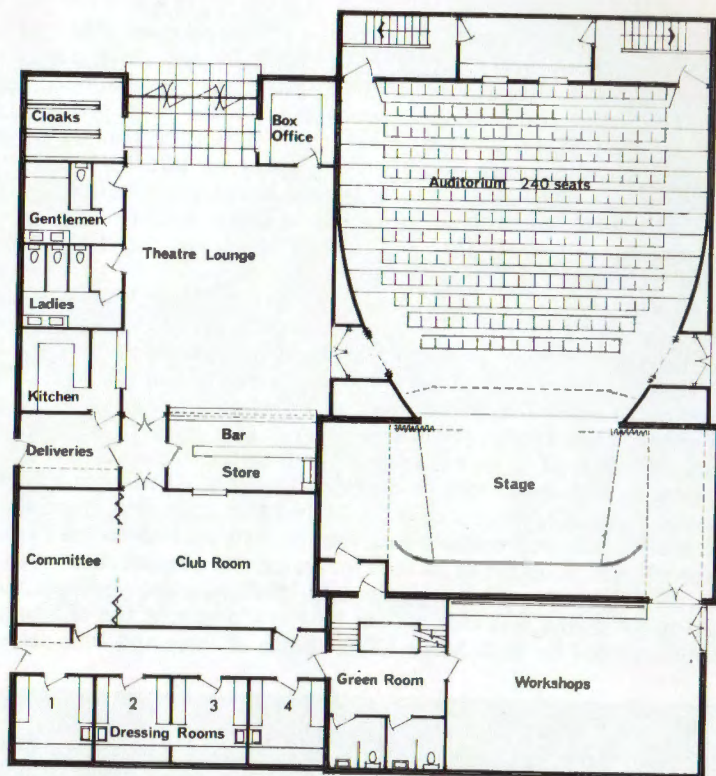 Cloaks
Box
Office
Auditorium 240 seats
Gentlemen
Theatre Lounge
Ladies
Kitchen
Bar
Deliveries
Store
Stage
Committee
Club Room
Green Room
Workshops
1
2
3
4
Dressing Rooms